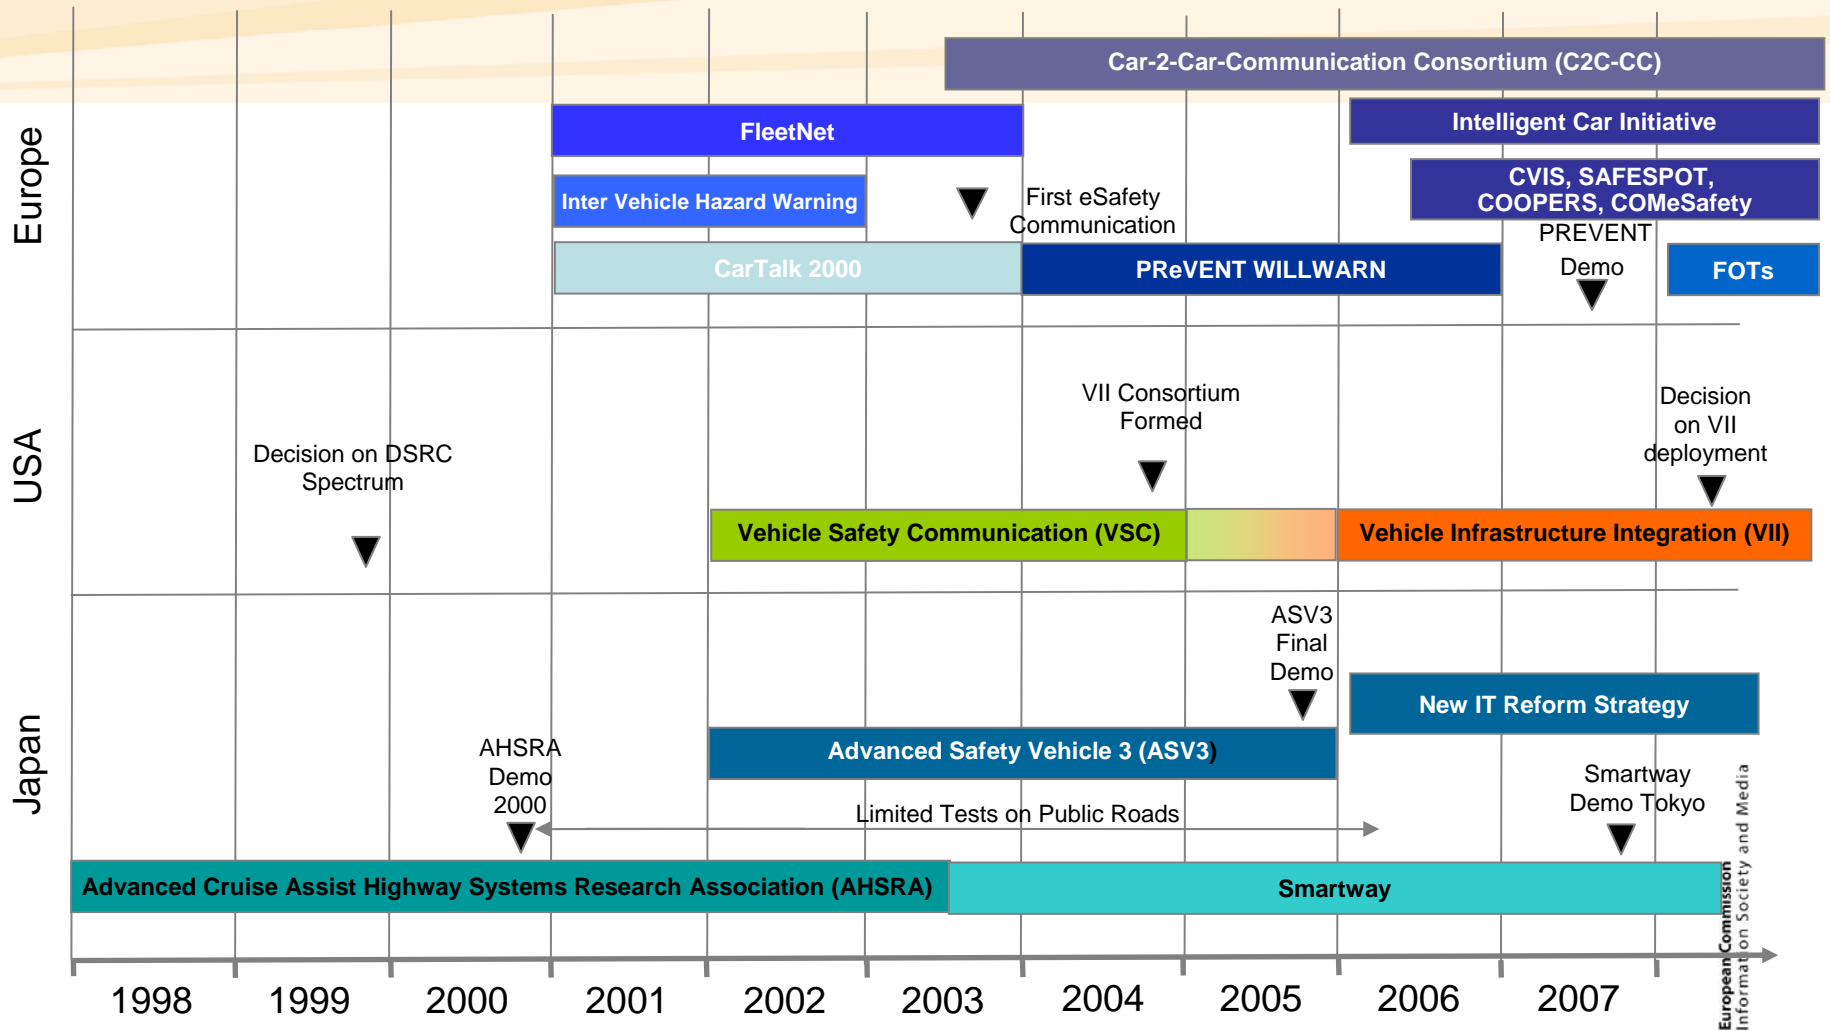 Europe
Car-2-Car-Communication Consortium (C2C-CC)
FleetNet
Intelligent Car Initiative
Inter Vehicle Hazard Warning
First eSafety
Communication
CVIS, SAFESPOT,
COOPERS, COMeSafety
CarTalk 2000
PReVENT WILLWARN
PREVENT
Demo
FOTs
USA
Decision on DSRC
Spectrum
VII Consortium
Formed
Decision
on VII
deployment
Vehicle Safety Communication (VSC)
Vehicle Infrastructure Integration (VII)
Japan
AHSRA
Demo
2000
ASV3
Final
Demo
New IT Reform Strategy
Advanced Safety Vehicle 3 (ASV3)
Limited Tests on Public Roads
Smartway
Demo Tokyo
Advanced Cruise Assist Highway Systems Research Association (AHSRA)
Smartway
1998
1999
2000
2001
2002
2003
2004
2005
2006
2007
European Commission
Information Society and Media